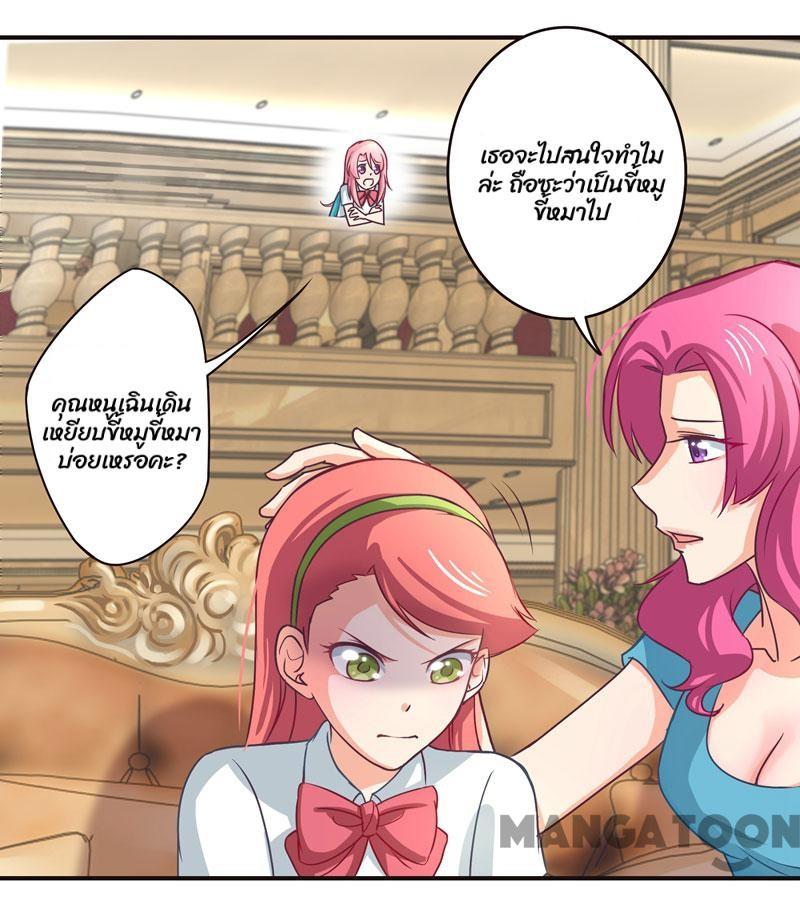 เธอจะไปสนใจทำไม
ล่ะ ถือซะว่าเป็นขี้หมู
ขี้หมาไป
คุณหนูเฉินเดิน
เหยียบขี้หมูขี้หมา
บ่อยเหรอคะ?
MANGATOON